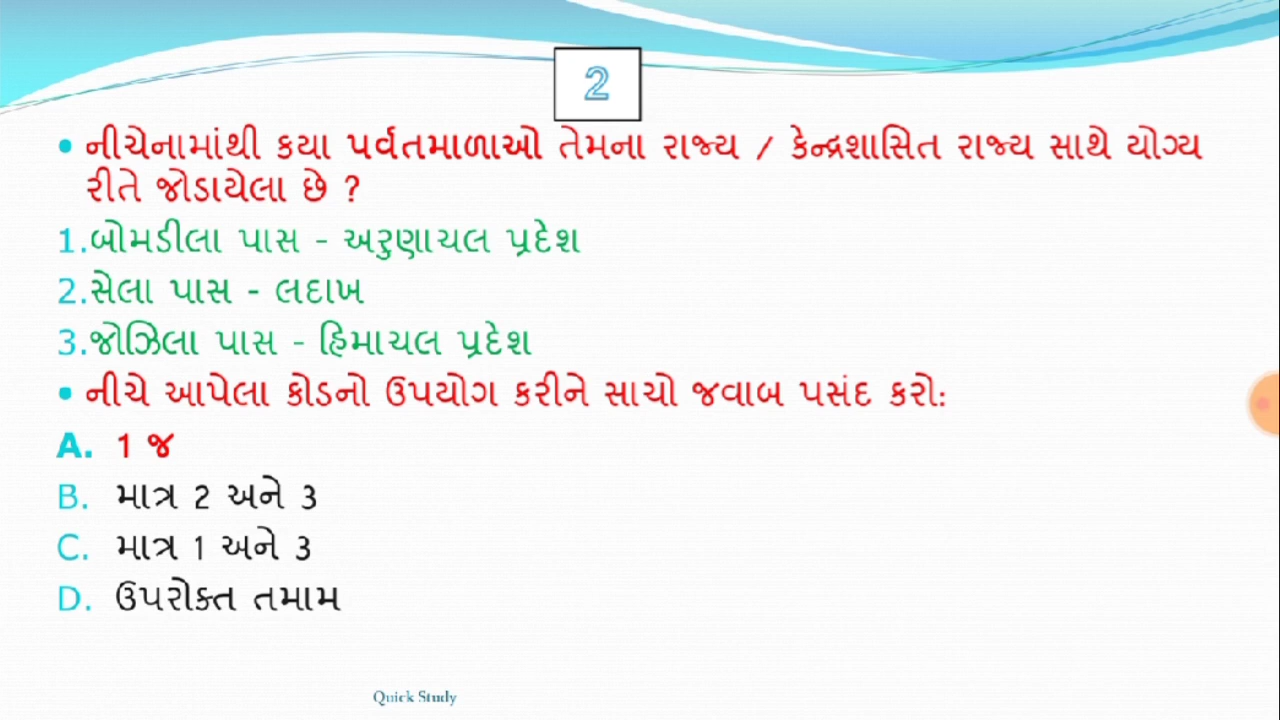 2
• નીચેનામાંથી કયા પર્વતમાળાઓ તેમના રાજ્ય / કેન્દ્રશાસિત રાજ્ય સાથે યોગ્ય
રીતે જોડાયેલા છે ?
1.બોમડીલા પાસ - અરુણાચલ પ્રદેશ
2.સેલા પાસ - લદાખ
3.જોઝિલા પાસ - હિમાચલ પ્રદેશ
• નીચે આપેલા કોડનો ઉપયોગ કરીને સાચો જવાબ પસંદ કરો:
A. 1 જ
B. માત્ર 2 અને 3
C. માત્ર 1 અને 3
D. ઉપરોક્ત તમામ
Quick Study